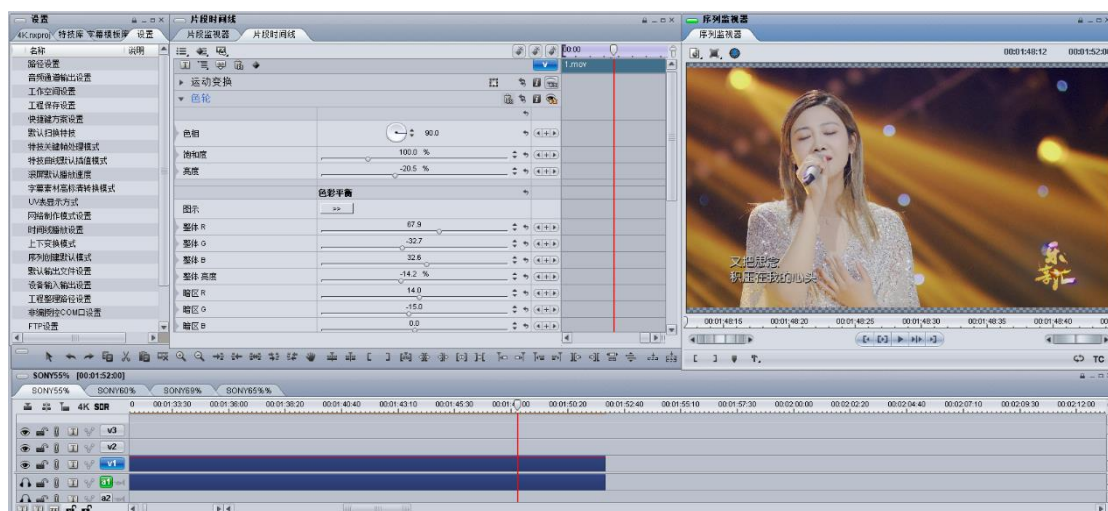 设置
4K.nxproj 特技库 字幕模板库 设置
名称 说明
路径设置
音频通道输出设置
工作空间设置
工程保存设置
快捷键方案设置
默认扫换特技
特技关键帧处理模式
特技曲线默认插值模式
滚屏默认播放速度
字幕素材高标清转换模式
UV表显示方式
网络制作模式设置
时间线播放设置
上下变换模式
序列创建默认模式
默认输出文件设置
设备输入输出设置
工程整理路径设置
非编倒控COM口设置
FTP设置
片段时间线
片段监视器 片段时间线
00:00
V 1.mov
运动变换
色轮
色相 90.0
饱和度 100.0 %
亮度 -20.5 %
色彩平衡
图示 >>
整体 R 67.9
整体 G -32.7
整体 B 32.6
整体 亮度 -14.2 %
暗区 R 14.0
暗区 G -15.0
暗区 B 0.0
序列监视器
序列监视器
00:01:48:12 00:01:52:0
又把思念
积压在我的心头
乐享汇
00:01:48:15 00:01:48:20 00:01:48:25 00:01:48:30 00:01:48:35 00:01:48:40
TC
SONY55% [00:01:52:00]
SONY55% SONY60% SONY69% SONY65%%
4K SDR
0 00:01:33:30 00:01:36:00 00:01:38:20 00:01:40:40 00:01:43:10 00:01:45:30 00:01:4 00 00:01:50:20 00:01:52:40 00:01:55:10 00:01:57:30 00:02:00:00 00:02:02:20 00:02:04:40 00:02:07:10 00:02:09:30 00:02:12:00
v3
v2
v1
a1
a2